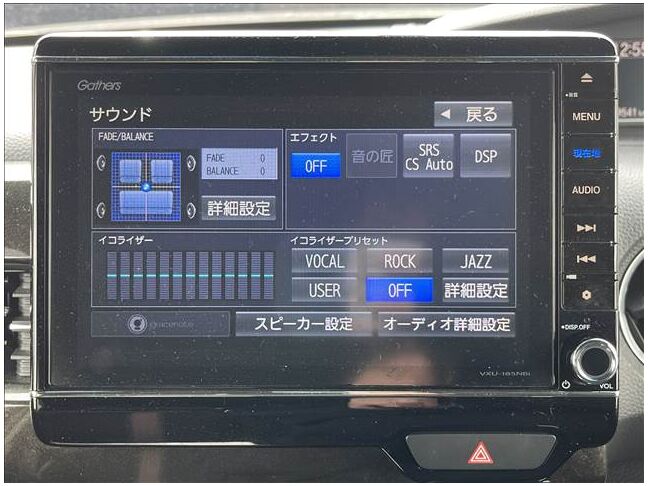 Gathers
サウンド
戻る
FADE/BALANCE
FADE 0
BALANCE 0
詳細設定
エフェクト
OFF
音の匠
SRS
CS Auto
DSP
イコライザー
イコライザープリセット
VOCAL
ROCK
JAZZ
USER
OFF
詳細設定
gracenote
スピーカー設定
オーディオ詳細設定
VXU-185NBi
MENU
現在地
AUDIO
DISP.OFF
VOL
12:55